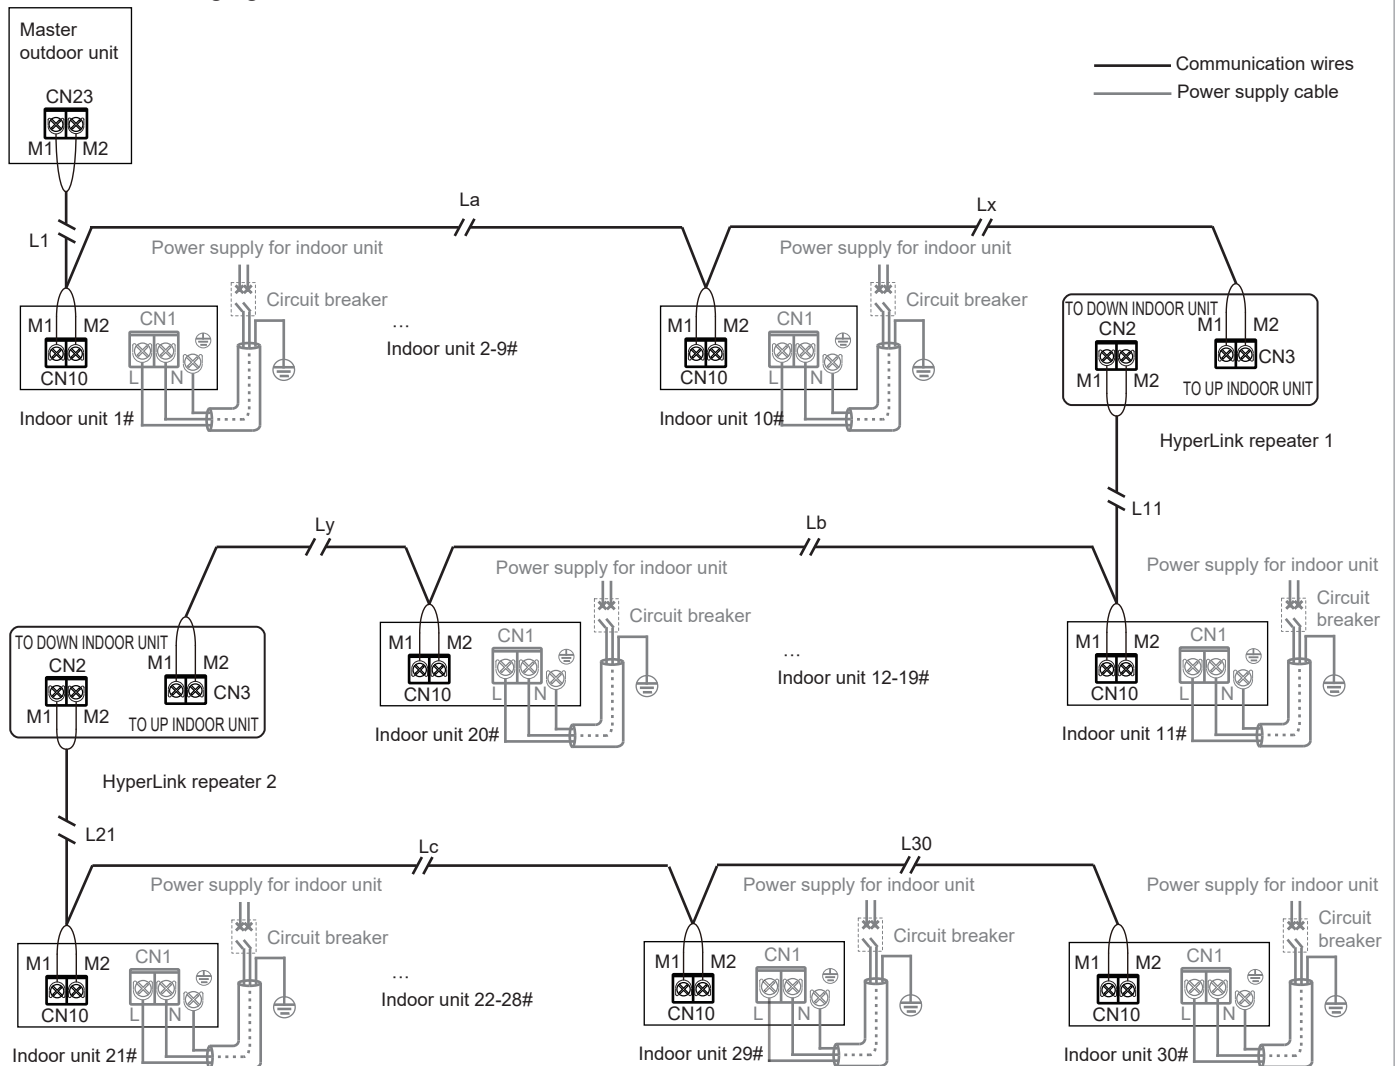 Master
outdoor unit
CN23
M1 M2
Communication wires
Power supply cable
L1
La
Lx
Power supply for indoor unit
Circuit breaker
M1 M2 CN1
CN10 L N
Indoor unit 1#
...
Indoor unit 2-9#
Power supply for indoor unit
Circuit breaker
M1 M2 CN1
CN10 L N
Indoor unit 10#
TO DOWN INDOOR UNIT
CN2
M1 M2
M1 M2
CN3
TO UP INDOOR UNIT
HyperLink repeater 1
L11
Ly
Lb
TO DOWN INDOOR UNIT
CN2
M1 M2
M1 M2
CN3
TO UP INDOOR UNIT
HyperLink repeater 2
Power supply for indoor unit
Circuit breaker
M1 M2 CN1
CN10 L N
Indoor unit 20#
...
Indoor unit 12-19#
Power supply for indoor unit
Circuit
breaker
M1 M2 CN1
CN10 L N
Indoor unit 11#
L21
Lc
L30
Power supply for indoor unit
Circuit breaker
M1 M2 CN1
CN10 L N
Indoor unit 21#
...
Indoor unit 22-28#
Power supply for indoor unit
Circuit breaker
M1 M2 CN1
CN10 L N
Indoor unit 29#
Power supply for indoor unit
Circuit
breaker
M1 M2 CN1
CN10 L N
Indoor unit 30#